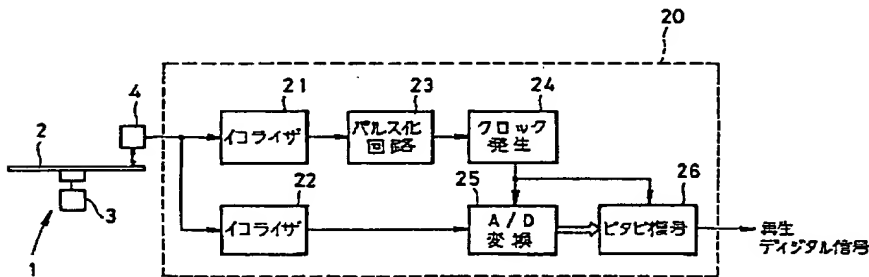 20
21
23
24
4
イコライザ
パルス化
回路
クロック
発生
2
22
25
26
3
イコライザ
A/D
変換
ビタビ復号
再生
ディジタル信号
1